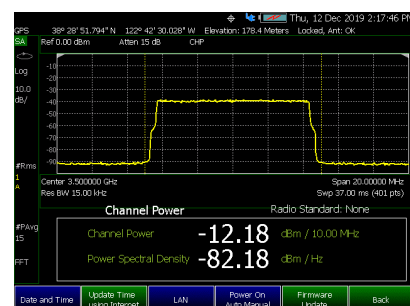 Thu, 12 Dec 2019 2:17:46 PM
GPS 38° 28' 51.794" N 122° 42' 30.028" W Elevation: 178.4 Meters Locked, Ant: OK
SA Ref 0.00 dBm Atten 15 dB CHP
Log
10.0
dB/
-10
-20
-30
-40
-50
-60
-70
-80
-90
#Rms
1
A
Center 3.500000 GHz Span 20.00000 MHz
Res BW 15.00 kHz Swp 37.00 ms (401 pts)
Channel Power Radio Standard: None
#PAvg
15
FFT
Channel Power -12.18 dBm / 10.00 MHz
Power Spectral Density -82.18 dBm / Hz
Date and Time
Update Time
using Internet
LAN
Power On
Auto Manual
Firmware
Update
Back